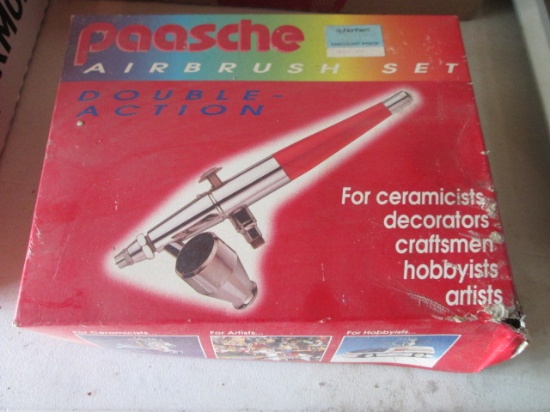 paasche
AIRBRUSH SET
DOUBLE-
ACTION
For ceramicists
decorators
craftsmen
hobbyists
artists
For Ceramicists
For Artists...
For Hobbyists...